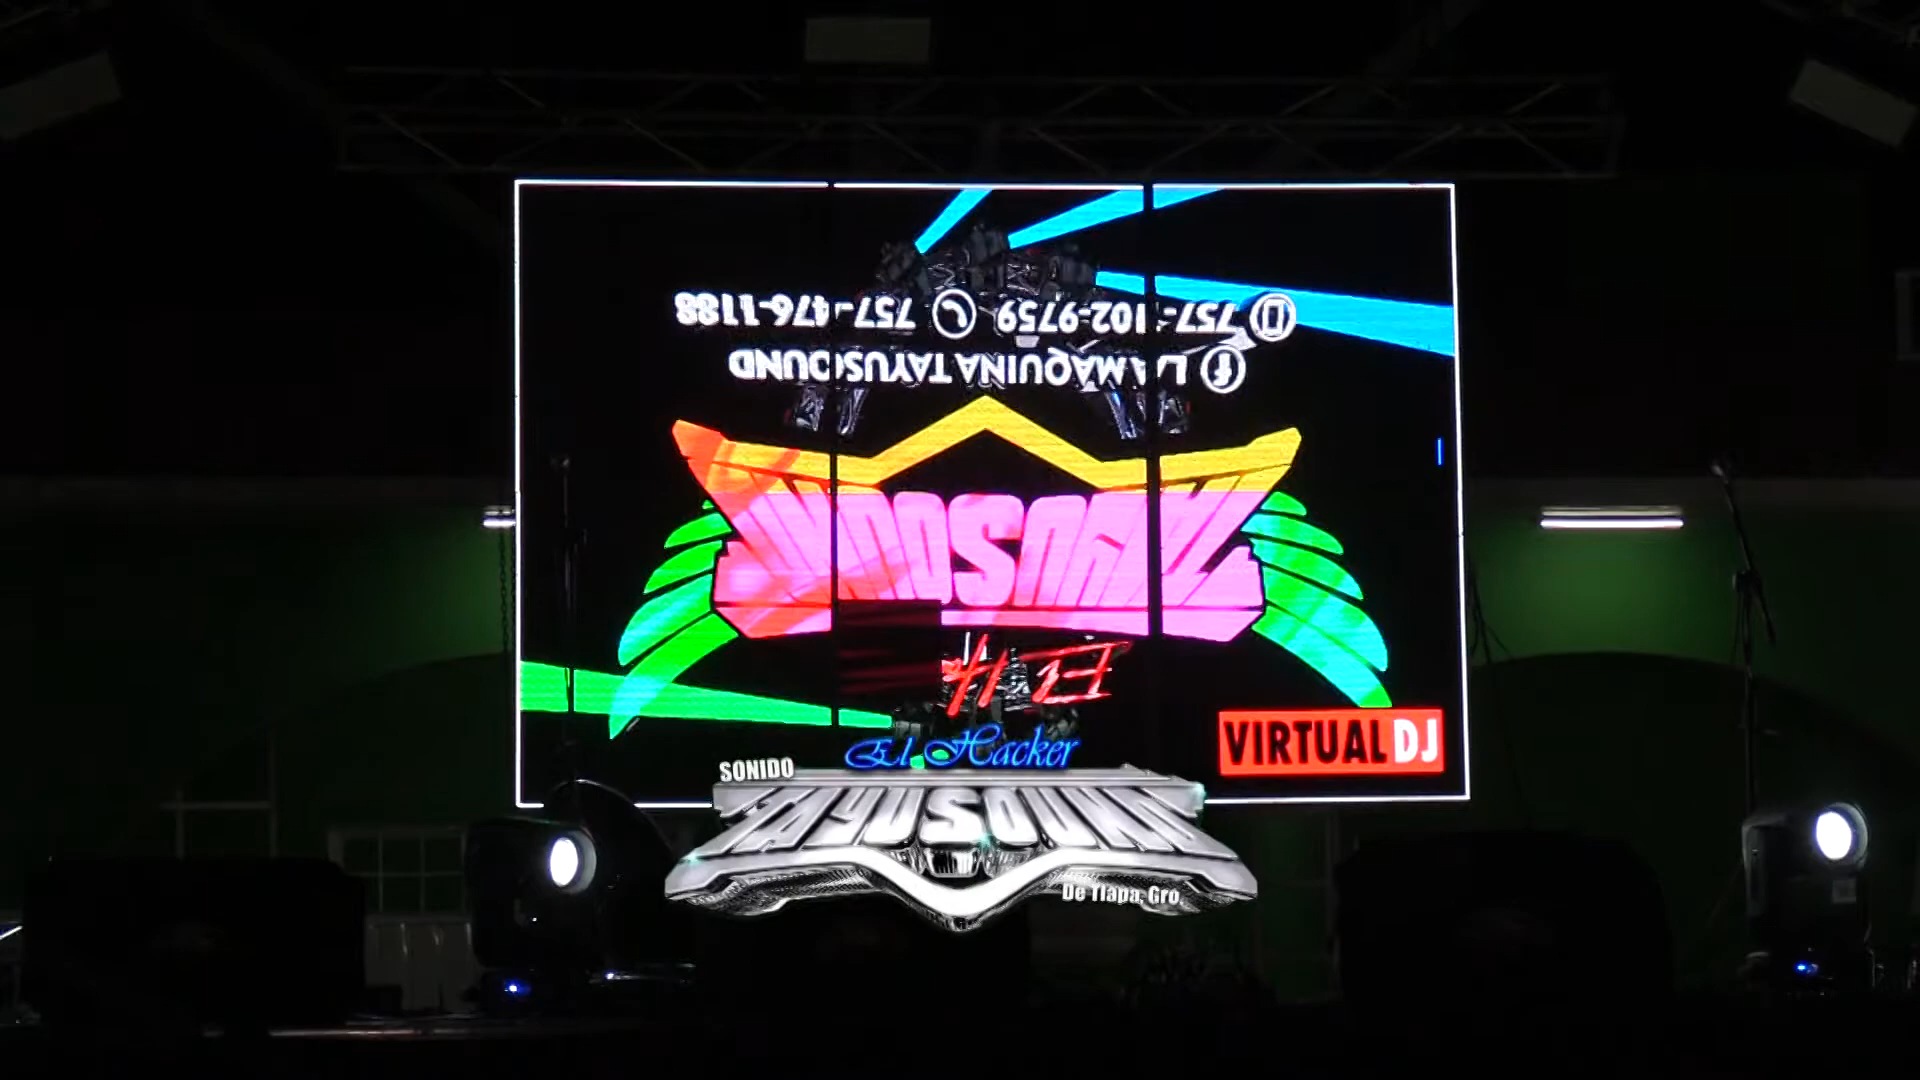 757-102-9759 757-476-1188
LA MAQUINA TAYUSOUND
TAYUSOUND
El H
VIRTUAL DJ
El Hacker
SONIDO
TAYUSOUND
De Tlapa, Gro.